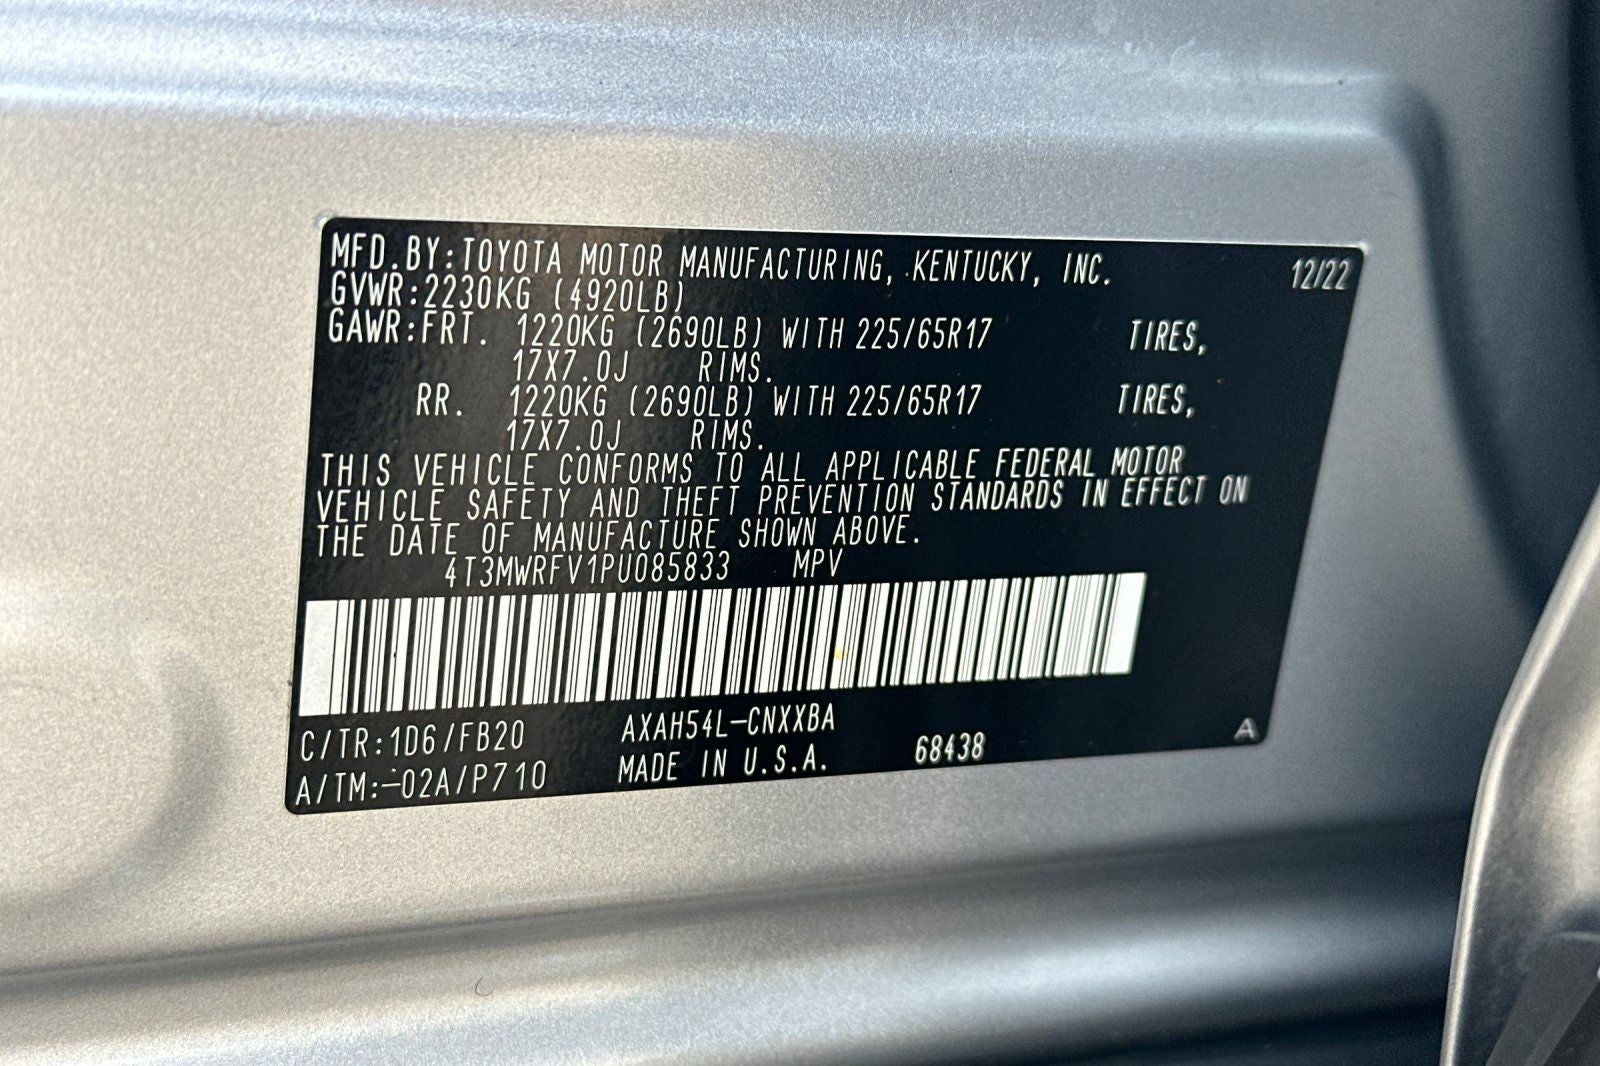 MFD.BY:TOYOTA MOTOR MANUFACTURING, KENTUCKY, INC. 12/22
GVWR:2230KG (4920LB)
GAWR:FRT. 1220KG (2690LB) WITH 225/65R17 TIRES,
17X7.0J RIMS.
RR. 1220KG (2690LB) WITH 225/65R17 TIRES,
17X7.0J RIMS.
THIS VEHICLE CONFORMS TO ALL APPLICABLE FEDERAL MOTOR
VEHICLE SAFETY AND THEFT PREVENTION STANDARDS IN EFFECT ON
THE DATE OF MANUFACTURE SHOWN ABOVE.
4T3MWRFV1PU085833 MPV
C/TR:1D6/FB20 AXAH54L-CNXXBA
A/TM:-02A/P710 MADE IN U.S.A. 68438 A